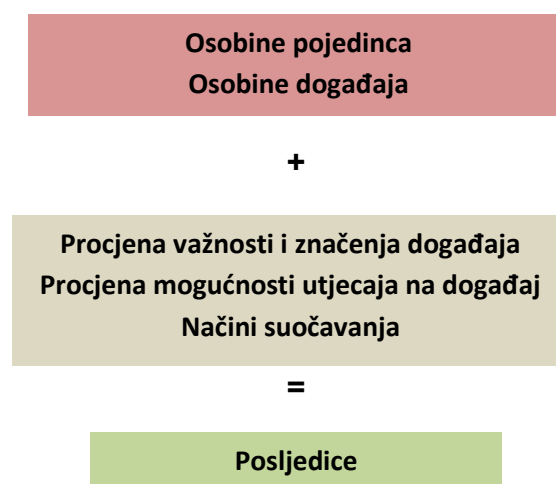 Osobine pojedinca
Osobine događaja
+
Procjena važnosti i značenja događaja
Procjena mogućnosti utjecaja na događaj
Načini suočavanja
=
Posljedice